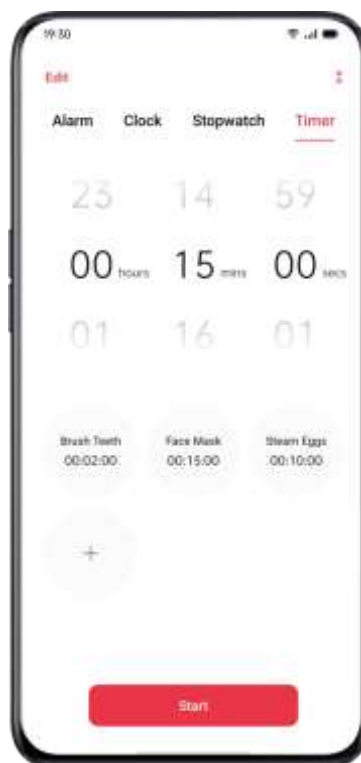 19:30
Edit
Alarm Clock Stopwatch Timer
23 14 59
00 hours 15 mins 00 secs
01 16 01
Brush Teeth Face Mask Steam Eggs
00:02:00 00:15:00 00:10:00
+
Start